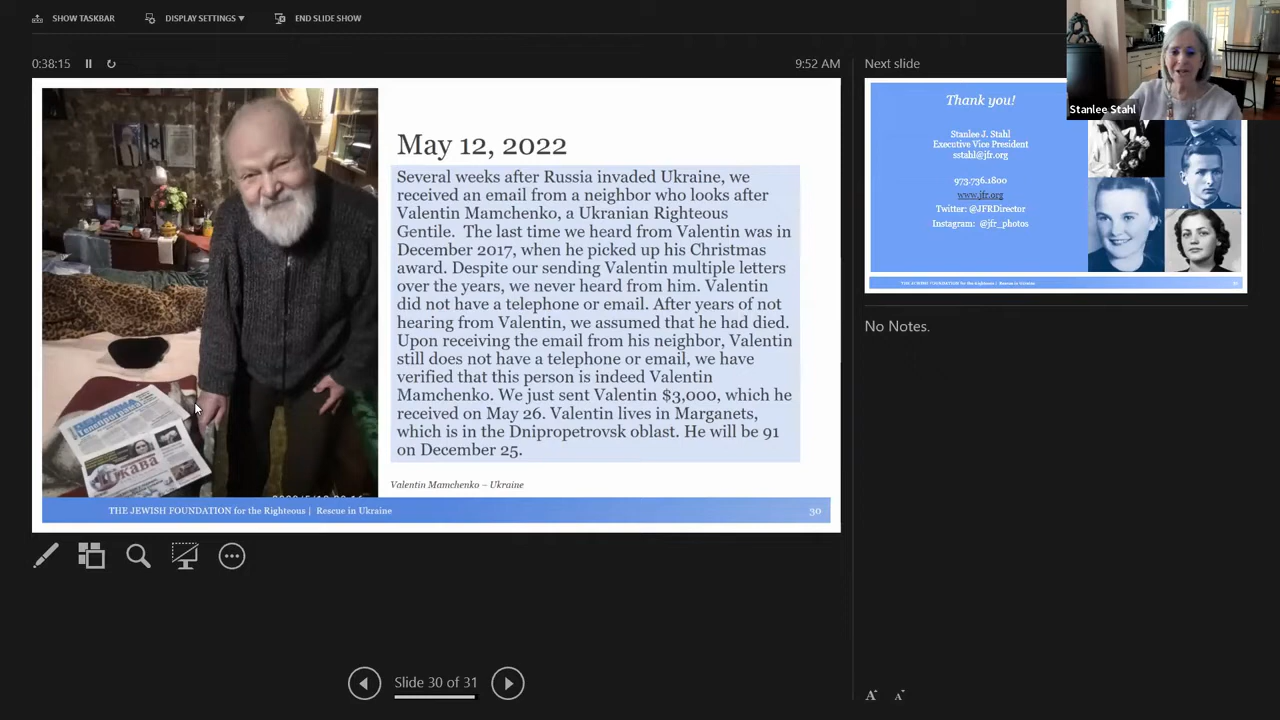 SHOW TASKBAR
DISPLAY SETTINGS ▼
END SLIDE SHOW
0:38:15
9:52 AM
May 12, 2022
Several weeks after Russia invaded Ukraine, we
received an email from a neighbor who looks after
Valentin Mamchenko, a Ukranian Righteous
Gentile.  The last time we heard from Valentin was in
December 2017, when he picked up his Christmas
award. Despite our sending Valentin multiple letters
over the years, we never heard from him. Valentin
did not have a telephone or email. After years of not
hearing from Valentin, we assumed that he had died.
Upon receiving the email from his neighbor, Valentin
still does not have a telephone or email, we have
verified that this person is indeed Valentin
Mamchenko. We just sent Valentin $3,000, which he
received on May 26. Valentin lives in Marganets,
which is in the Dnipropetrovsk oblast. He will be 91
on December 25.
Valentin Mamchenko – Ukraine
THE JEWISH FOUNDATION for the Righteous | Rescue in Ukraine
30
Slide 30 of 31
Next slide
Stanlee Stahl
Thank you!
Stanlee J. Stahl
Executive Vice President
sstahl@jfr.org
973.736.1800
www.jfr.org
Twitter: @JFRDirector
Instagram: @jfr_photos
THE JEWISH FOUNDATION for the Righteous | Rescue in Ukraine
No Notes.